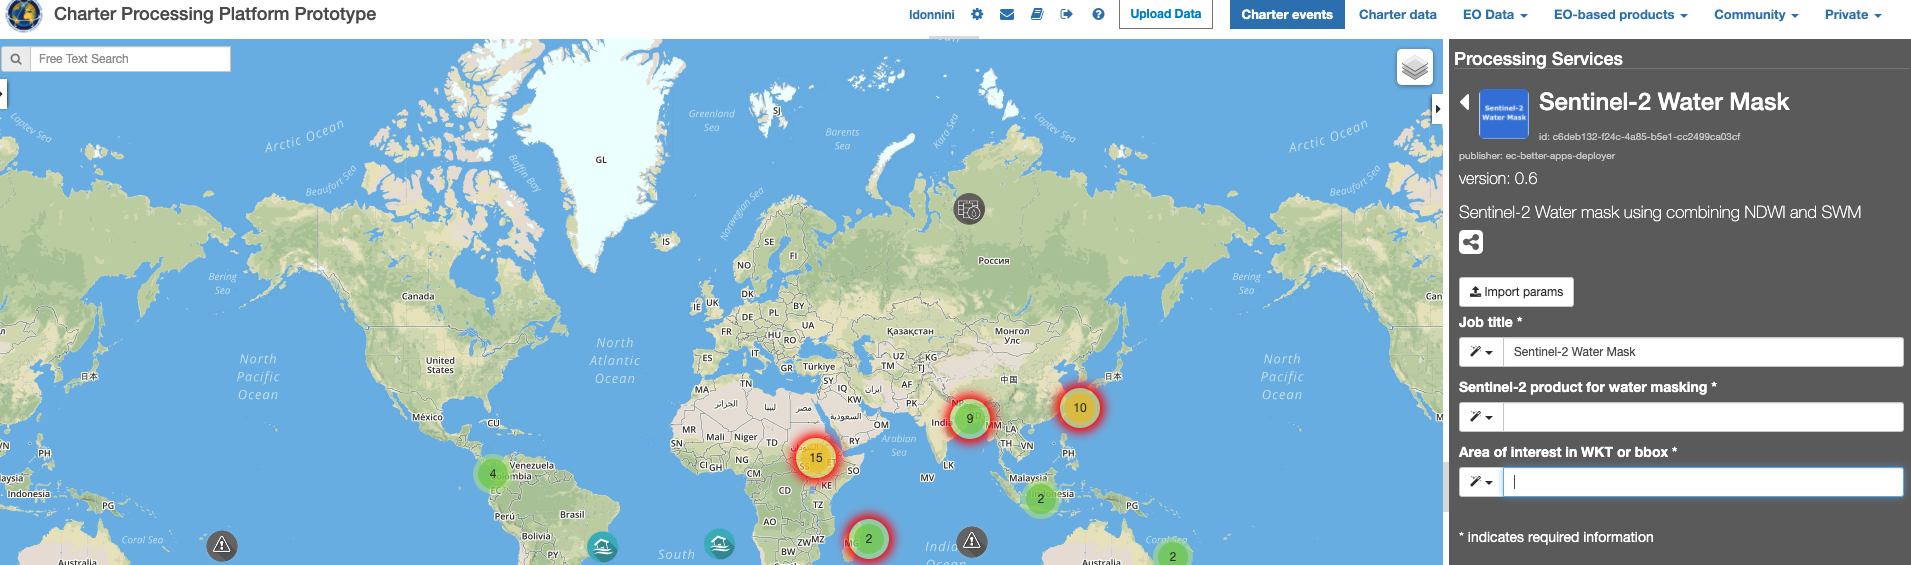 Charter Processing Platform Prototype
ldonnini
Upload Data
Charter events
Charter data
EO Data
EO-based products
Community
Private
Free Text Search
Processing Services
Sentinel-2
Water Mask
Sentinel-2 Water Mask
id: c6deb132-f24c-4a85-b5e1-cc2499ca03cf
publisher: ec-better-apps-deployer
version: 0.6
Sentinel-2 Water mask using combining NDWI and SWM
Import params
Job title *
Sentinel-2 Water Mask
Sentinel-2 product for water masking *
Area of interest in WKT or bbox *
* indicates required information
Laptev Sea
Arctic Ocean
Beaufort Sea
Baffin Bay
GL
Greenland
Sea
SJ
Barents
Sea
Kara Sea
Laptev Sea
Arctic Ocean
Beaufort Sea
Norwegian Sea
IS
SE
FI
NO
Россия
Bering
Sea
Canada
Bering
Sea
Can
IE
UK
DK
BY
DE
PL
UA
FR
HU
RO
ES
IT
GR
Türkiye
Қазақстан
Монгол
Улс
UZ
KG
TM
TJ
North
Pacific
Ocean
United
States
North
Atlantic
Ocean
North
Pacific
Ocean
日本
MA
TN
SY
IQ
ایران
AF
中国
日本
الجزائر
ليبيا
مصر
KW
السعودية
PK
México
CU
MR
Mali
Niger
TD
RY
OM
Arabian
Sea
India
9
MM
LA
TH
VN
10
PH
SN
CI
GH
NG
CM
15
SS
ET
SO
KE
LK
MV
VN
PH
aysia
Indonesia
PG
4
Venezuela
olombia
EC
Malaysia
2
onesia
PG
CD
TZ
Perú
Brasil
Bolivia
PY
AO
ZW
MZ
BW
MG
2
Coral Sea
Australia
South
India
Ocean
Coral Sea
2
Australia